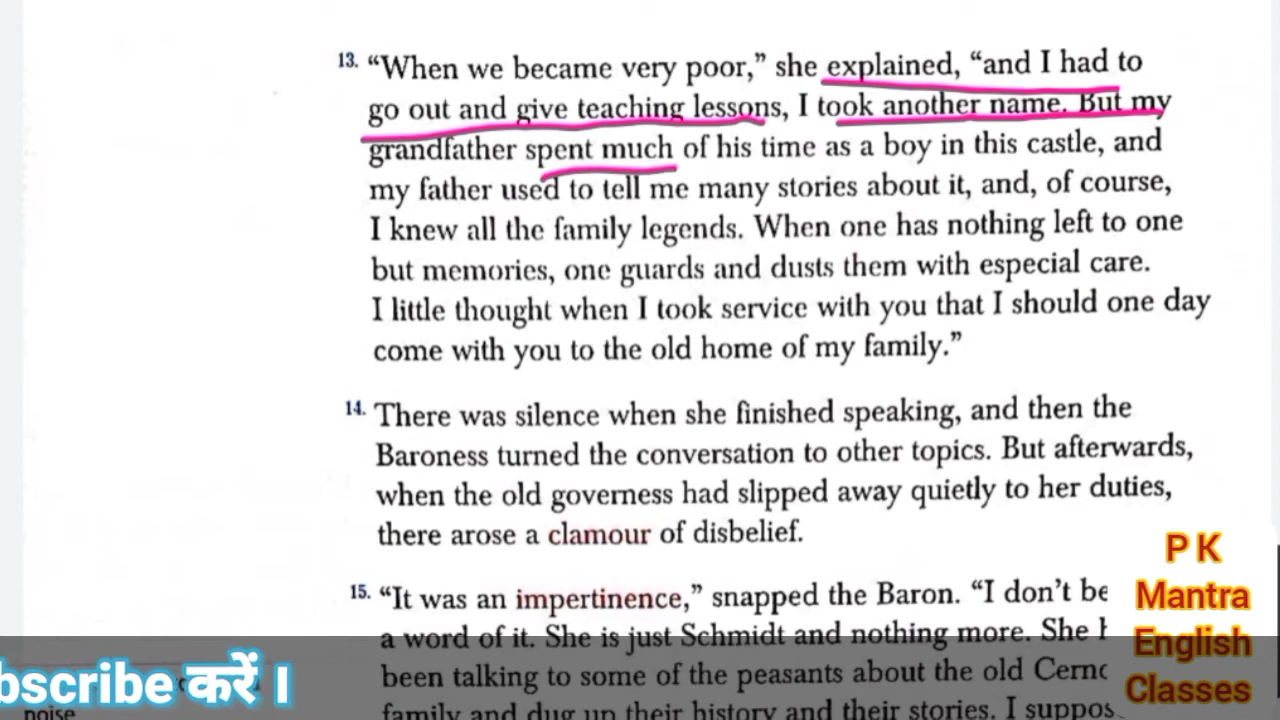 13. “When we became very poor,” she explained, “and I had to
go out and give teaching lessons, I took another name. But my
grandfather spent much of his time as a boy in this castle, and
my father used to tell me many stories about it, and, of course,
I knew all the family legends. When one has nothing left to one
but memories, one guards and dusts them with especial care.
I little thought when I took service with you that I should one day
come with you to the old home of my family.”
14. There was silence when she finished speaking, and then the
Baroness turned the conversation to other topics. But afterwards,
when the old governess had slipped away quietly to her duties,
there arose a clamour of disbelief.
15. “It was an impertinence,” snapped the Baron. “I don’t be
a word of it. She is just Schmidt and nothing more. She
been talking to some of the peasants about the old Cern
family and dug up their history and their stories. I suppos
P K
Mantra
English
Classes
bscribe करें ।
noise